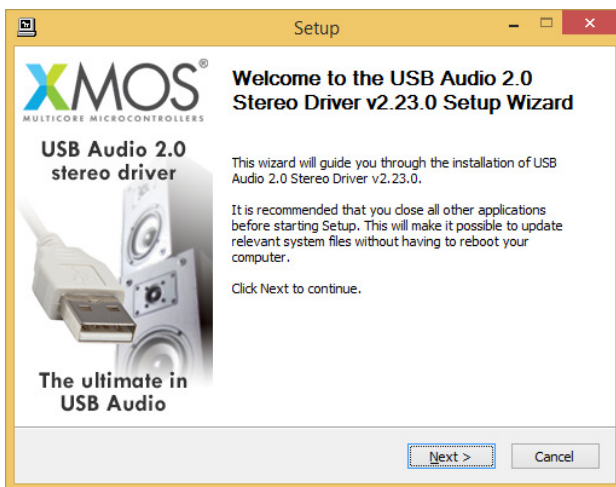 Setup
XMOS®
MULTICORE MICROCONTROLLERS
USB Audio 2.0
stereo driver
The ultimate in
USB Audio
Welcome to the USB Audio 2.0
Stereo Driver v2.23.0 Setup Wizard
This wizard will guide you through the installation of USB
Audio 2.0 Stereo Driver v2.23.0.
It is recommended that you close all other applications
before starting Setup. This will make it possible to update
relevant system files without having to reboot your
computer.
Click Next to continue.
Next >
Cancel